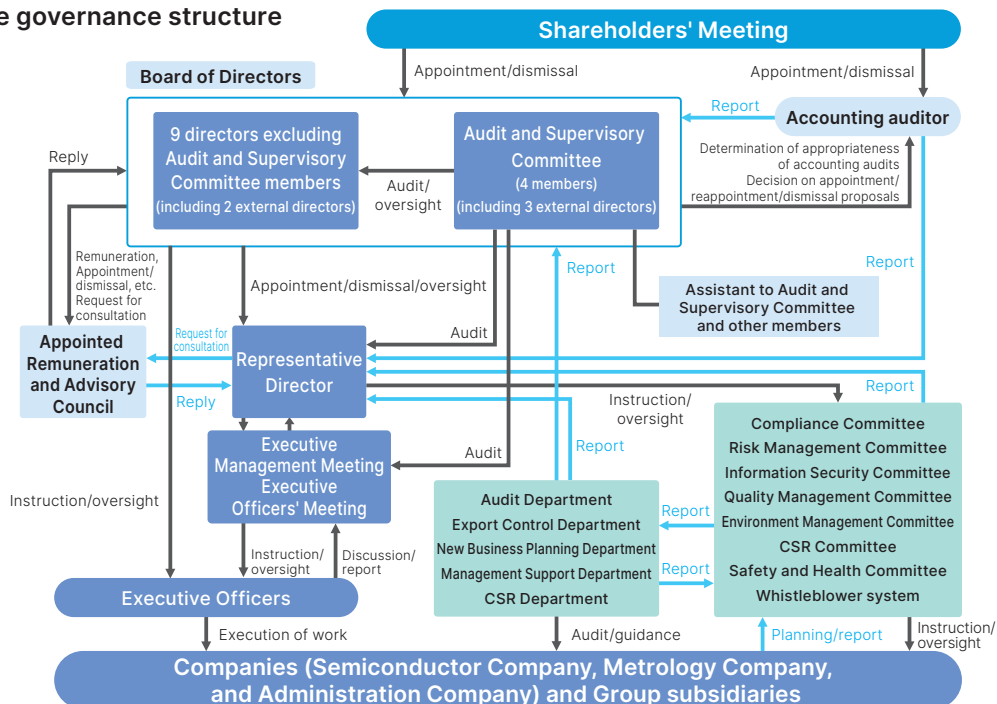 e governance structure
Shareholders' Meeting
Board of Directors
Appointment/dismissal
Appointment/dismissal
Report
Accounting auditor
9 directors excluding
Audit and Supervisory
Committee members
(including 2 external directors)
Audit and Supervisory
Committee
(4 members)
(including 3 external directors)
Audit/
oversight
Reply
Determination of appropriateness
of accounting audits
Decision on appointment/
reappointment/dismissal proposals
Remuneration,
Appointment/
dismissal, etc.
Request for
consultation
Appointment/dismissal/oversight
Report
Report
Assistant to Audit and
Supervisory Committee
and other members
Appointed
Remuneration
and Advisory
Council
Request for
consultation
Reply
Representative
Director
Audit
Instruction/
oversight
Report
Executive
Management Meeting
Executive
Officers' Meeting
Audit
Report
Compliance Committee
Risk Management Committee
Information Security Committee
Quality Management Committee
Environment Management Committee
CSR Committee
Safety and Health Committee
Whistleblower system
Instruction/oversight
Audit Department
Export Control Department
New Business Planning Department
Management Support Department
CSR Department
Report
Report
Instruction/
oversight
Discussion/
report
Executive Officers
Execution of work
Audit/guidance
Planning/report
Instruction/
oversight
Companies (Semiconductor Company, Metrology Company,
and Administration Company) and Group subsidiaries